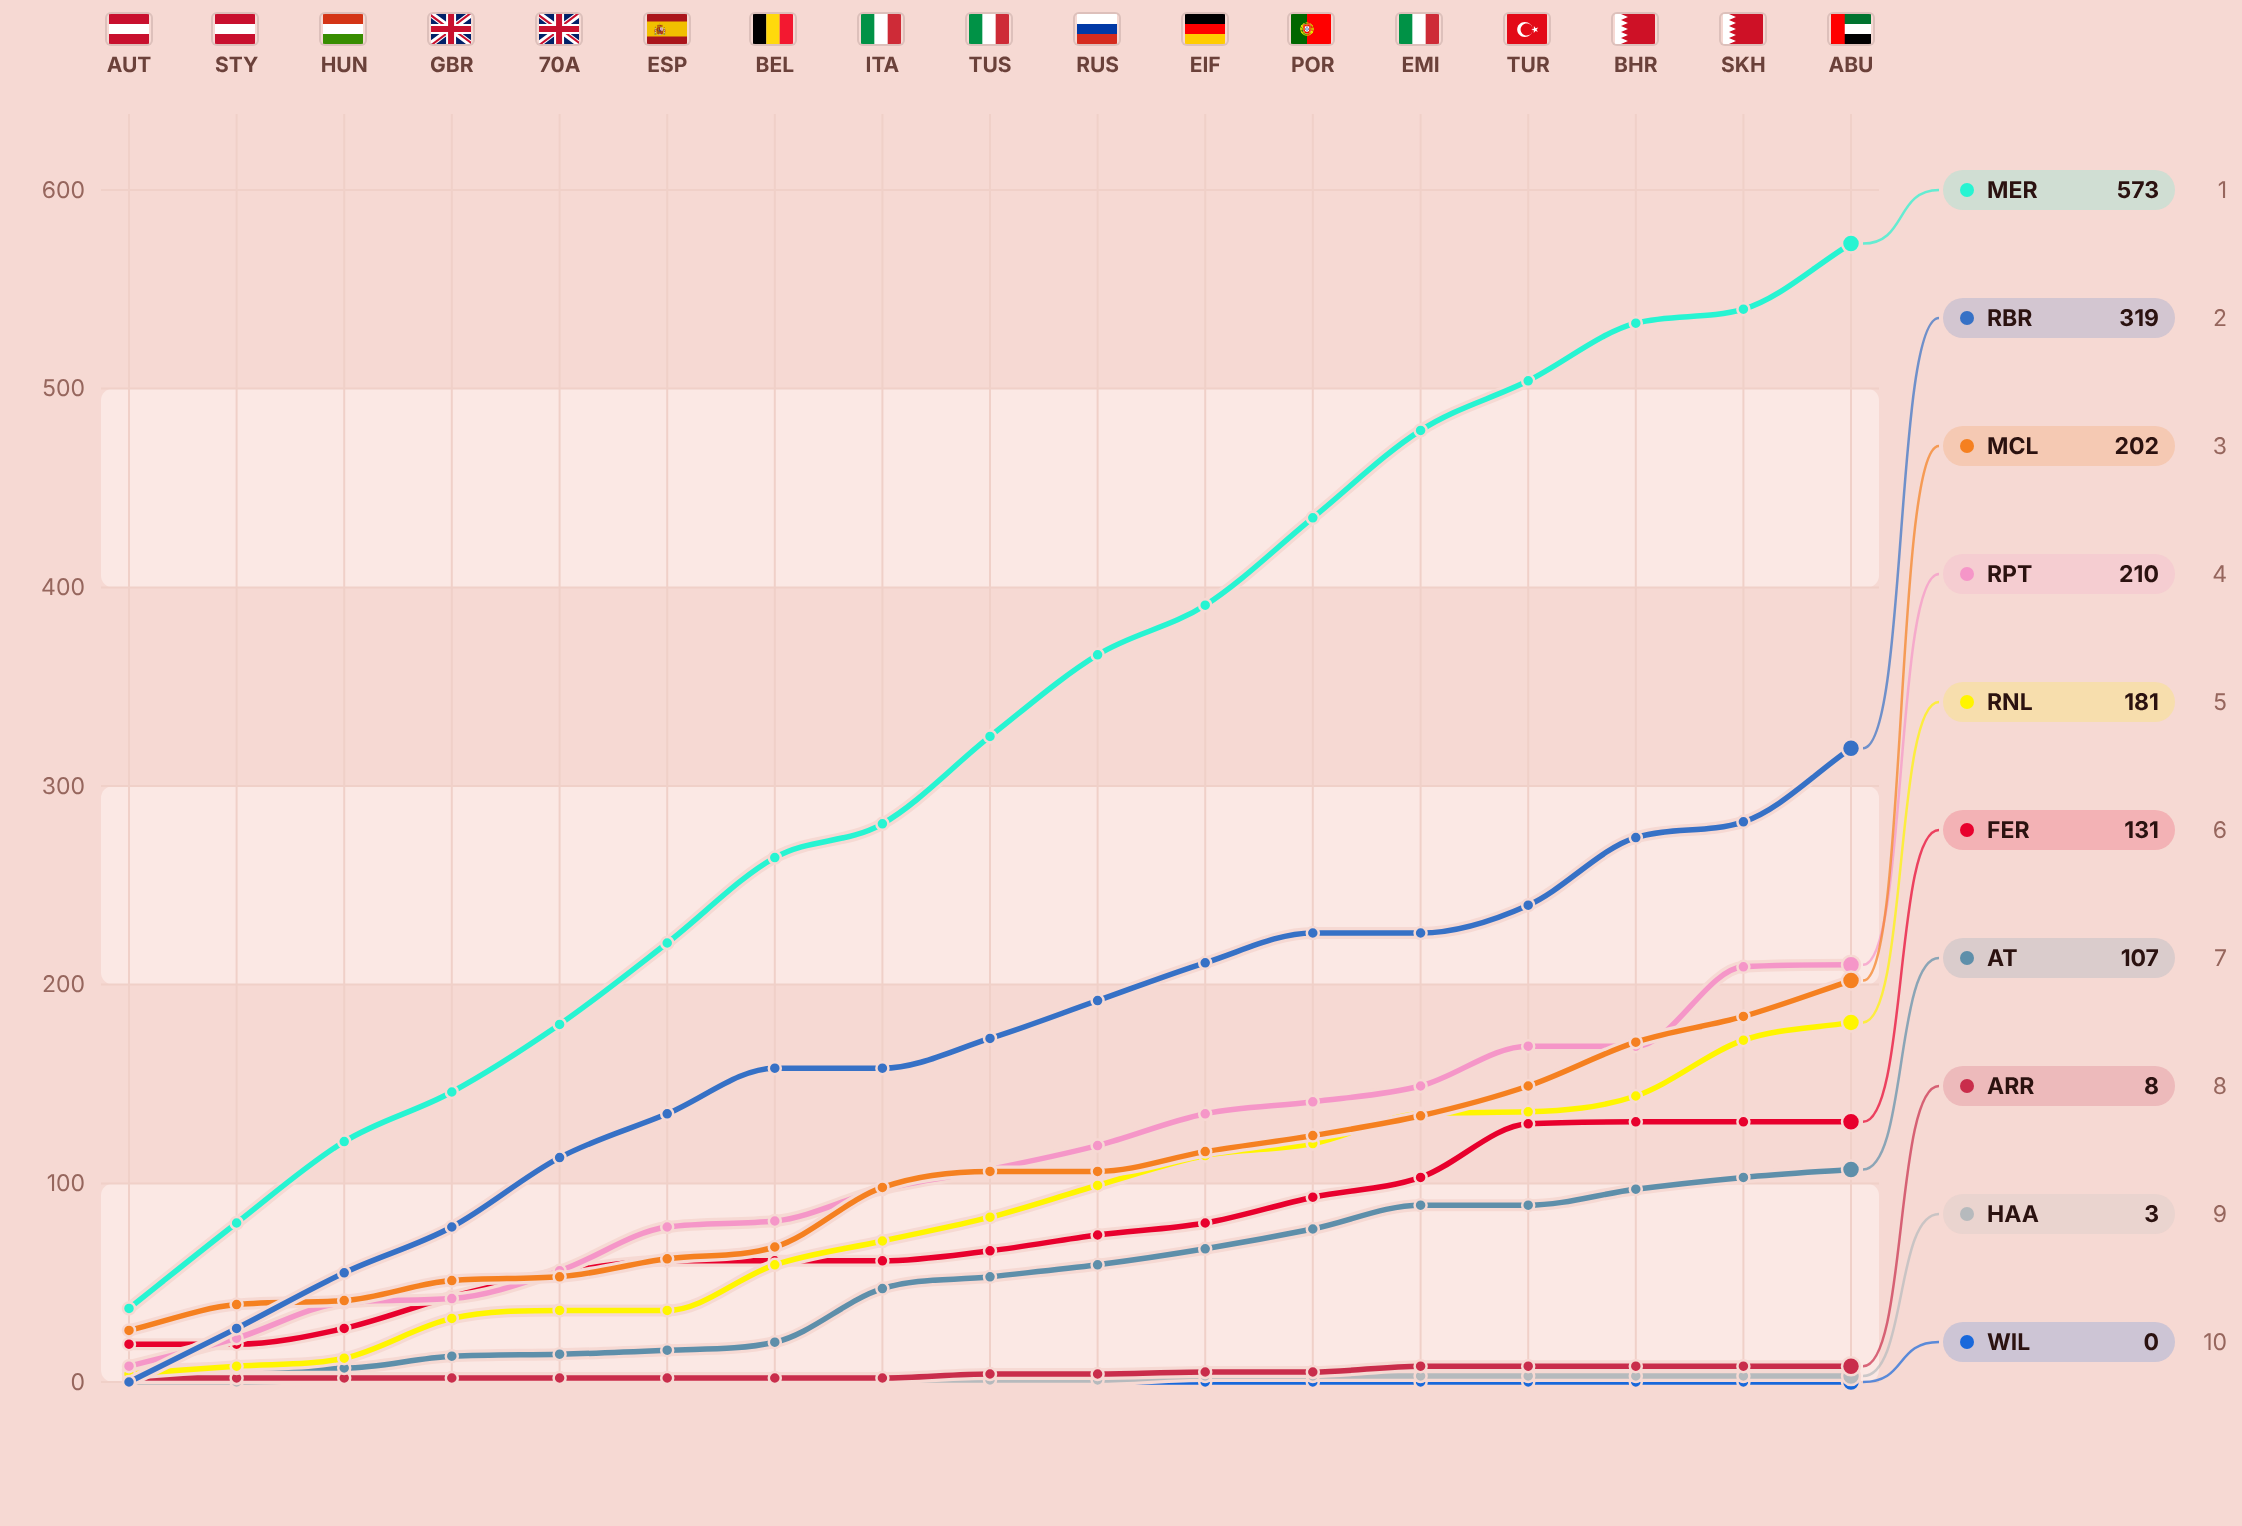 AUT STY HUN GBR 70A ESP BEL ITA TUS RUS EIF POR EMI TUR BHR SKH ABU
600
500
400
300
200
100
0
MER 573 1
RBR 319 2
MCL 202 3
RPT 210 4
RNL 181 5
FER 131 6
AT 107 7
ARR 8 8
HAA 3 9
WIL 0 10